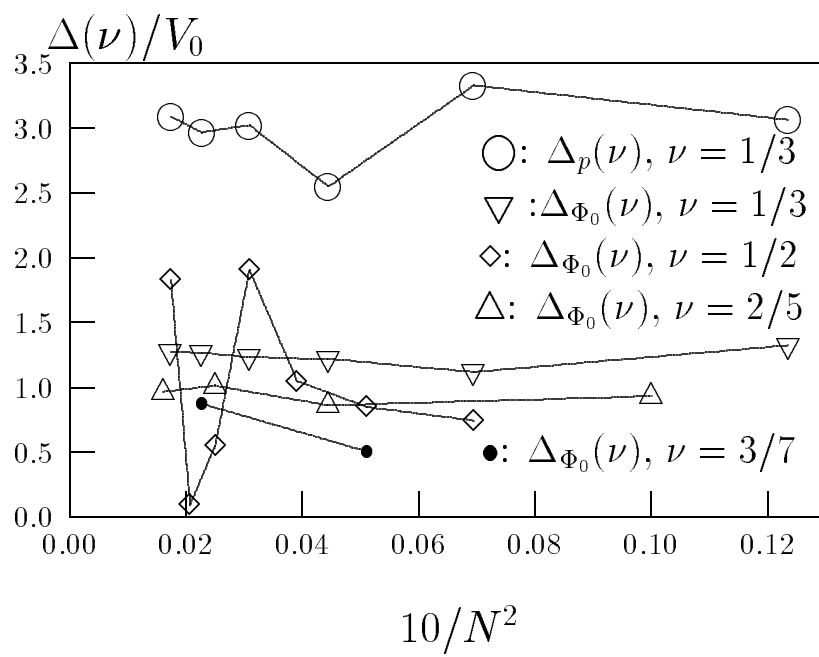 Δ(ν)/V₀
3.5
3.0
2.5
2.0
1.5
1.0
0.5
0.0
: Δₚ(ν), ν = 1/3
:Δ_Φ₀(ν), ν = 1/3
: Δ_Φ₀(ν), ν = 1/2
: Δ_Φ₀(ν), ν = 2/5
: Δ_Φ₀(ν), ν = 3/7
0.00 0.02 0.04 0.06 0.08 0.10 0.12
10/N²